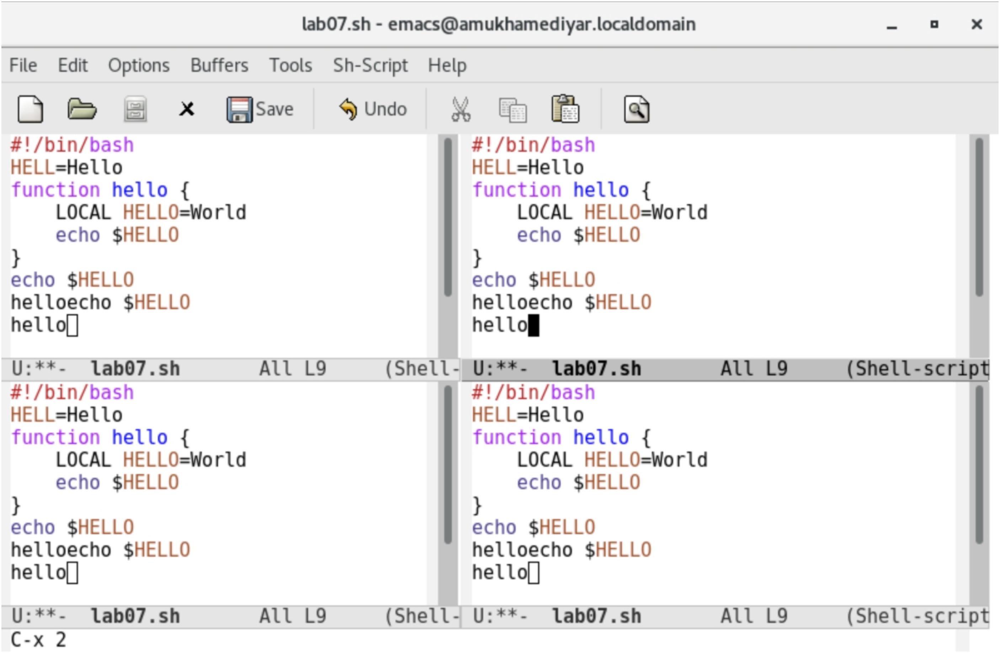 lab07.sh - emacs@amukhamediyar.localdomain
File Edit Options Buffers Tools Sh-Script Help
Save Undo
#!/bin/bash
HELL=Hello
function hello {
    LOCAL HELLO=World
    echo $HELLO
}
echo $HELLO
helloecho $HELLO
hello
U:**-  lab07.sh       All L9     (Shell-
#!/bin/bash
HELL=Hello
function hello {
    LOCAL HELLO=World
    echo $HELLO
}
echo $HELLO
helloecho $HELLO
hello
U:**-  lab07.sh       All L9     (Shell-script
#!/bin/bash
HELL=Hello
function hello {
    LOCAL HELLO=World
    echo $HELLO
}
echo $HELLO
helloecho $HELLO
hello
U:**-  lab07.sh       All L9     (Shell-
#!/bin/bash
HELL=Hello
function hello {
    LOCAL HELLO=World
    echo $HELLO
}
echo $HELLO
helloecho $HELLO
hello
U:**-  lab07.sh       All L9     (Shell-script
C-x 2